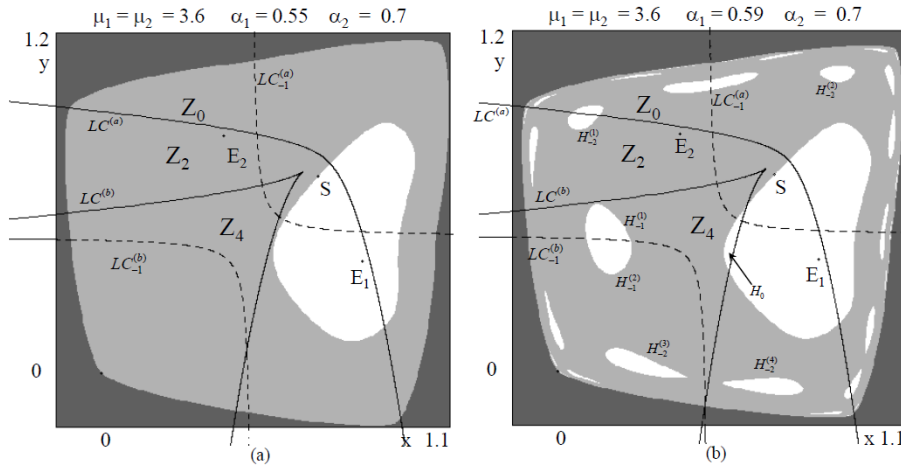 μ1 = μ2 = 3.6 α1 = 0.55 α2 = 0.7
1.2
y
LC−1(a)
Z0
LC(a)
Z2
E2
S
LC(b)
Z4
LC−1(b)
E1
0
0
x 1.1
(a)
μ1 = μ2 = 3.6 α1 = 0.59 α2 = 0.7
1.2
y
LC−1(a)
H−2(2)
Z0
LC(a)
H−2(1)
Z2
E2
S
LC(b)
H−1(1)
Z4
LC−1(b)
H−1(2)
E1
H0
H−2(3)
H−2(4)
0
0
x 1.1
(b)